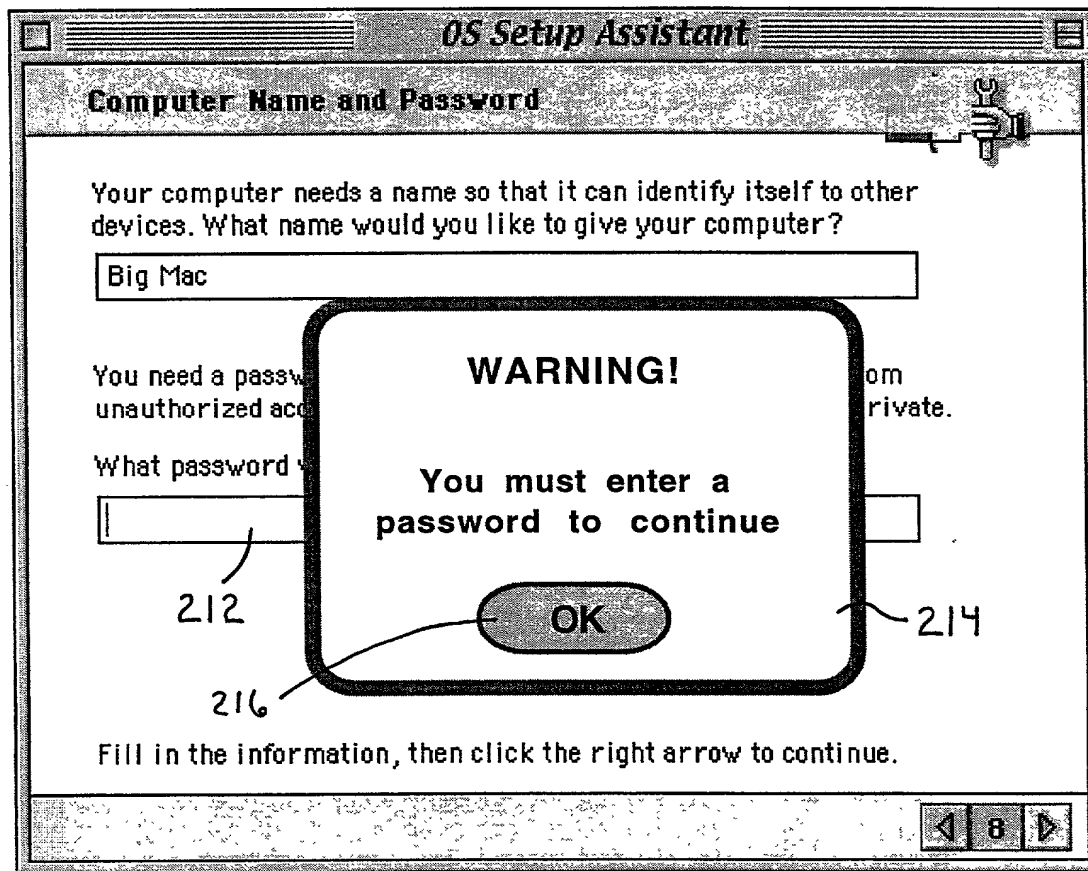 OS Setup Assistant
Computer Name and Password
Your computer needs a name so that it can identify itself to other
devices. What name would you like to give your computer?
Big Mac
WARNING!
You need a passw om
unauthorized acc rivate.
What password w
You must enter a
password to continue
212
OK
214
216
Fill in the information, then click the right arrow to continue.
8